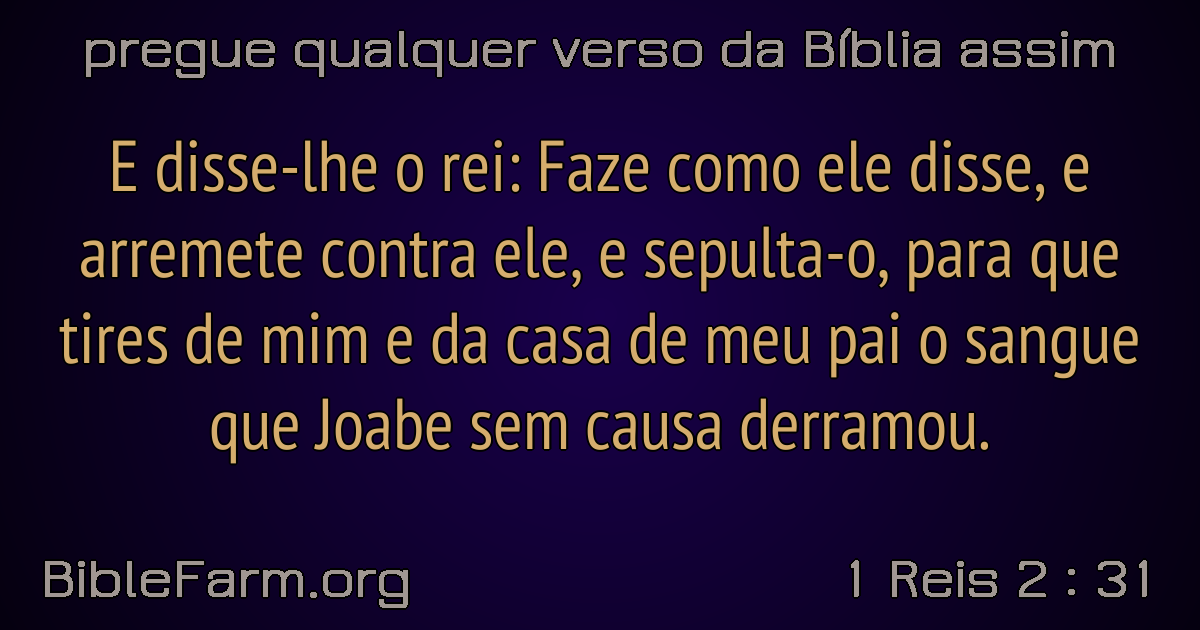 pregue qualquer verso da Bíblia assim
E disse-lhe o rei: Faze como ele disse, e
arremete contra ele, e sepulta-o, para que
tires de mim e da casa de meu pai o sangue
que Joabe sem causa derramou.
BibleFarm.org
1 Reis 2 : 31